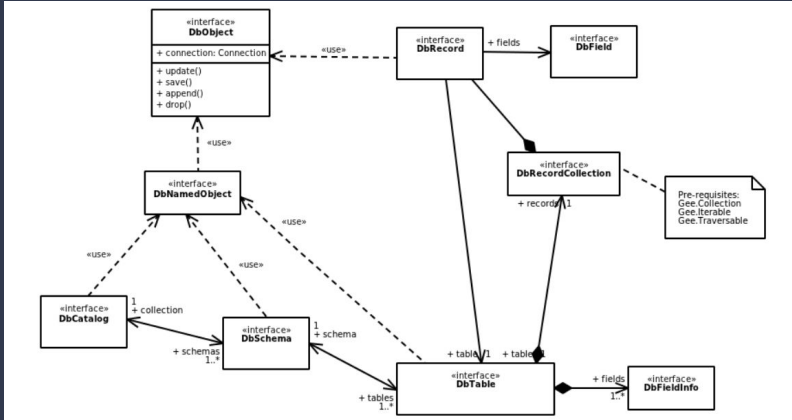 «interface»
DbObject
+ connection: Connection
+ update()
+ save()
+ append()
+ drop()
«use»
«interface»
DbRecord
+ fields
«interface»
DbField
«use»
«interface»
DbNamedObject
«interface»
DbRecordCollection
+ records
1
Pre-requisites:
Gee.Collection
Gee.Iterable
Gee.Traversable
«use»
«use»
«use»
«interface»
DbCatalog
1
+ collection
+ schemas
1..*
«interface»
DbSchema
1
+ schema
+ tables
1..*
+ table
1
+ table
«interface»
DbTable
+ fields
1..*
«interface»
DbFieldInfo